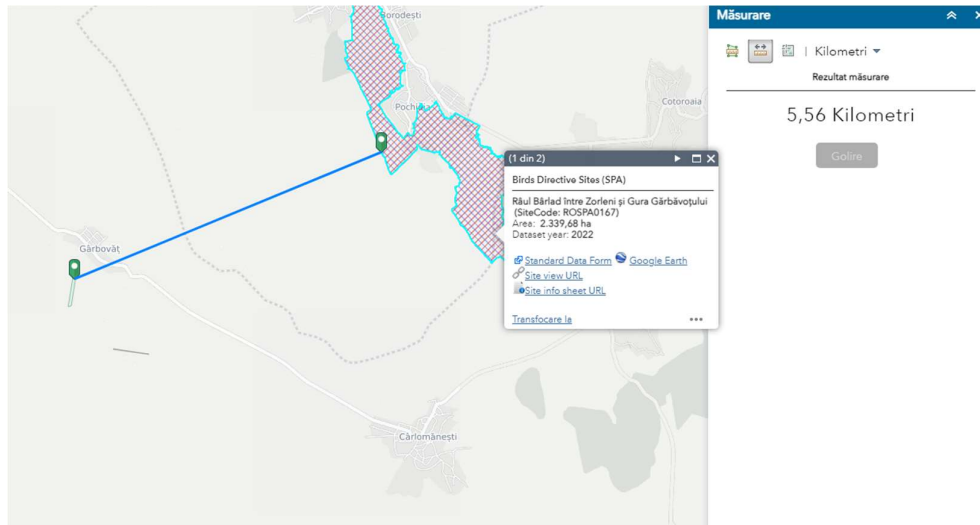 Borodești
Pochidia
Cotoroaia
Gârbovăț
Cârlomănești
(1 din 2)
Birds Directive Sites (SPA)
Râul Bârlad între Zorleni și Gura Gârbăvoțului
(SiteCode: ROSPA0167)
Area: 2.339,68 ha
Dataset year: 2022
Standard Data Form Google Earth
Site view URL
Site info sheet URL
Transfocare la
Măsurare
Kilometri
Rezultat măsurare
5,56 Kilometri
Golire